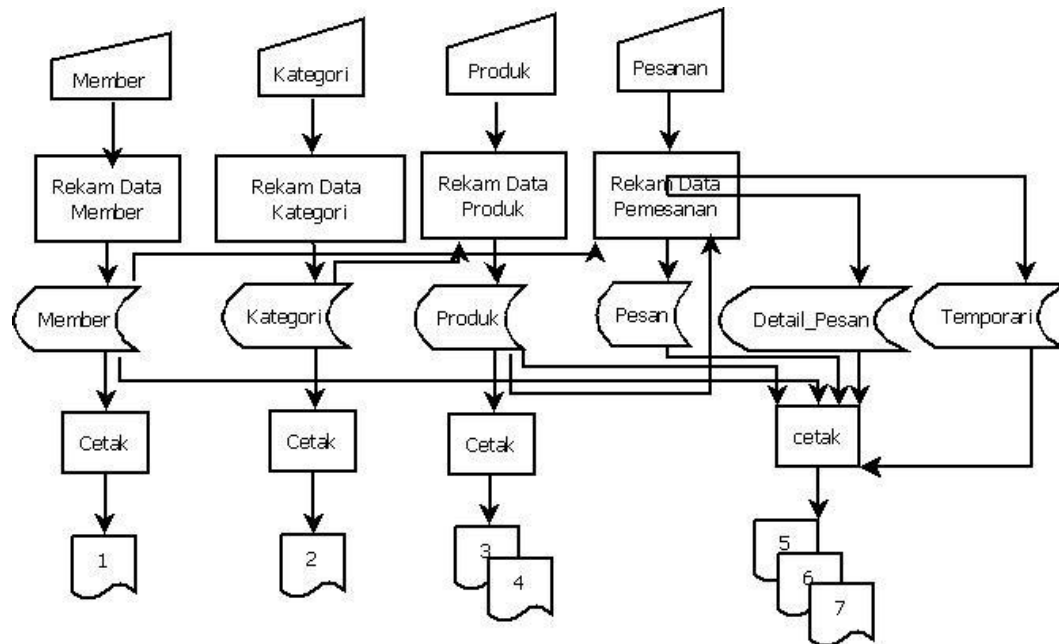 Member
Kategori
Produk
Pesanan
Rekam Data
Member
Rekam Data
Kategori
Rekam Data
Produk
Rekam Data
Pemesanan
Member
Kategori
Produk
Pesan
Detail_Pesan
Temporari
Cetak
Cetak
Cetak
cetak
1
2
3
4
5
6
7